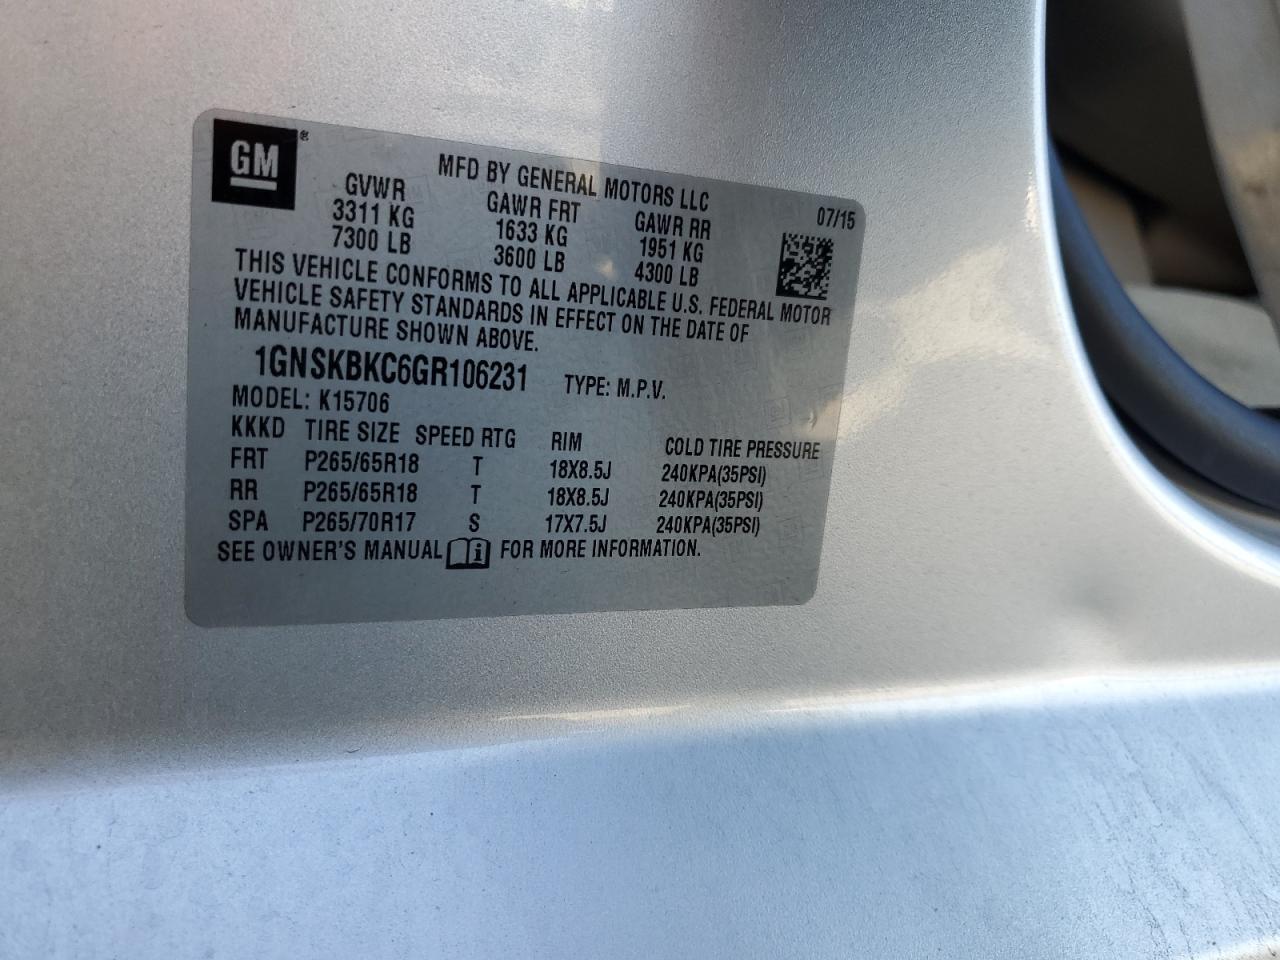 GM®
MFD BY GENERAL MOTORS LLC
07/15
GVWR GAWR FRT GAWR RR
3311 KG 1633 KG 1951 KG
7300 LB 3600 LB 4300 LB
THIS VEHICLE CONFORMS TO ALL APPLICABLE U.S. FEDERAL MOTOR
VEHICLE SAFETY STANDARDS IN EFFECT ON THE DATE OF
MANUFACTURE SHOWN ABOVE.
1GNSKBKC6GR106231 TYPE: M.P.V.
MODEL: K15706
KKKD TIRE SIZE SPEED RTG RIM COLD TIRE PRESSURE
FRT P265/65R18 T 18X8.5J 240KPA(35PSI)
RR P265/65R18 T 18X8.5J 240KPA(35PSI)
SPA P265/70R17 S 17X7.5J 240KPA(35PSI)
SEE OWNER'S MANUAL i FOR MORE INFORMATION.